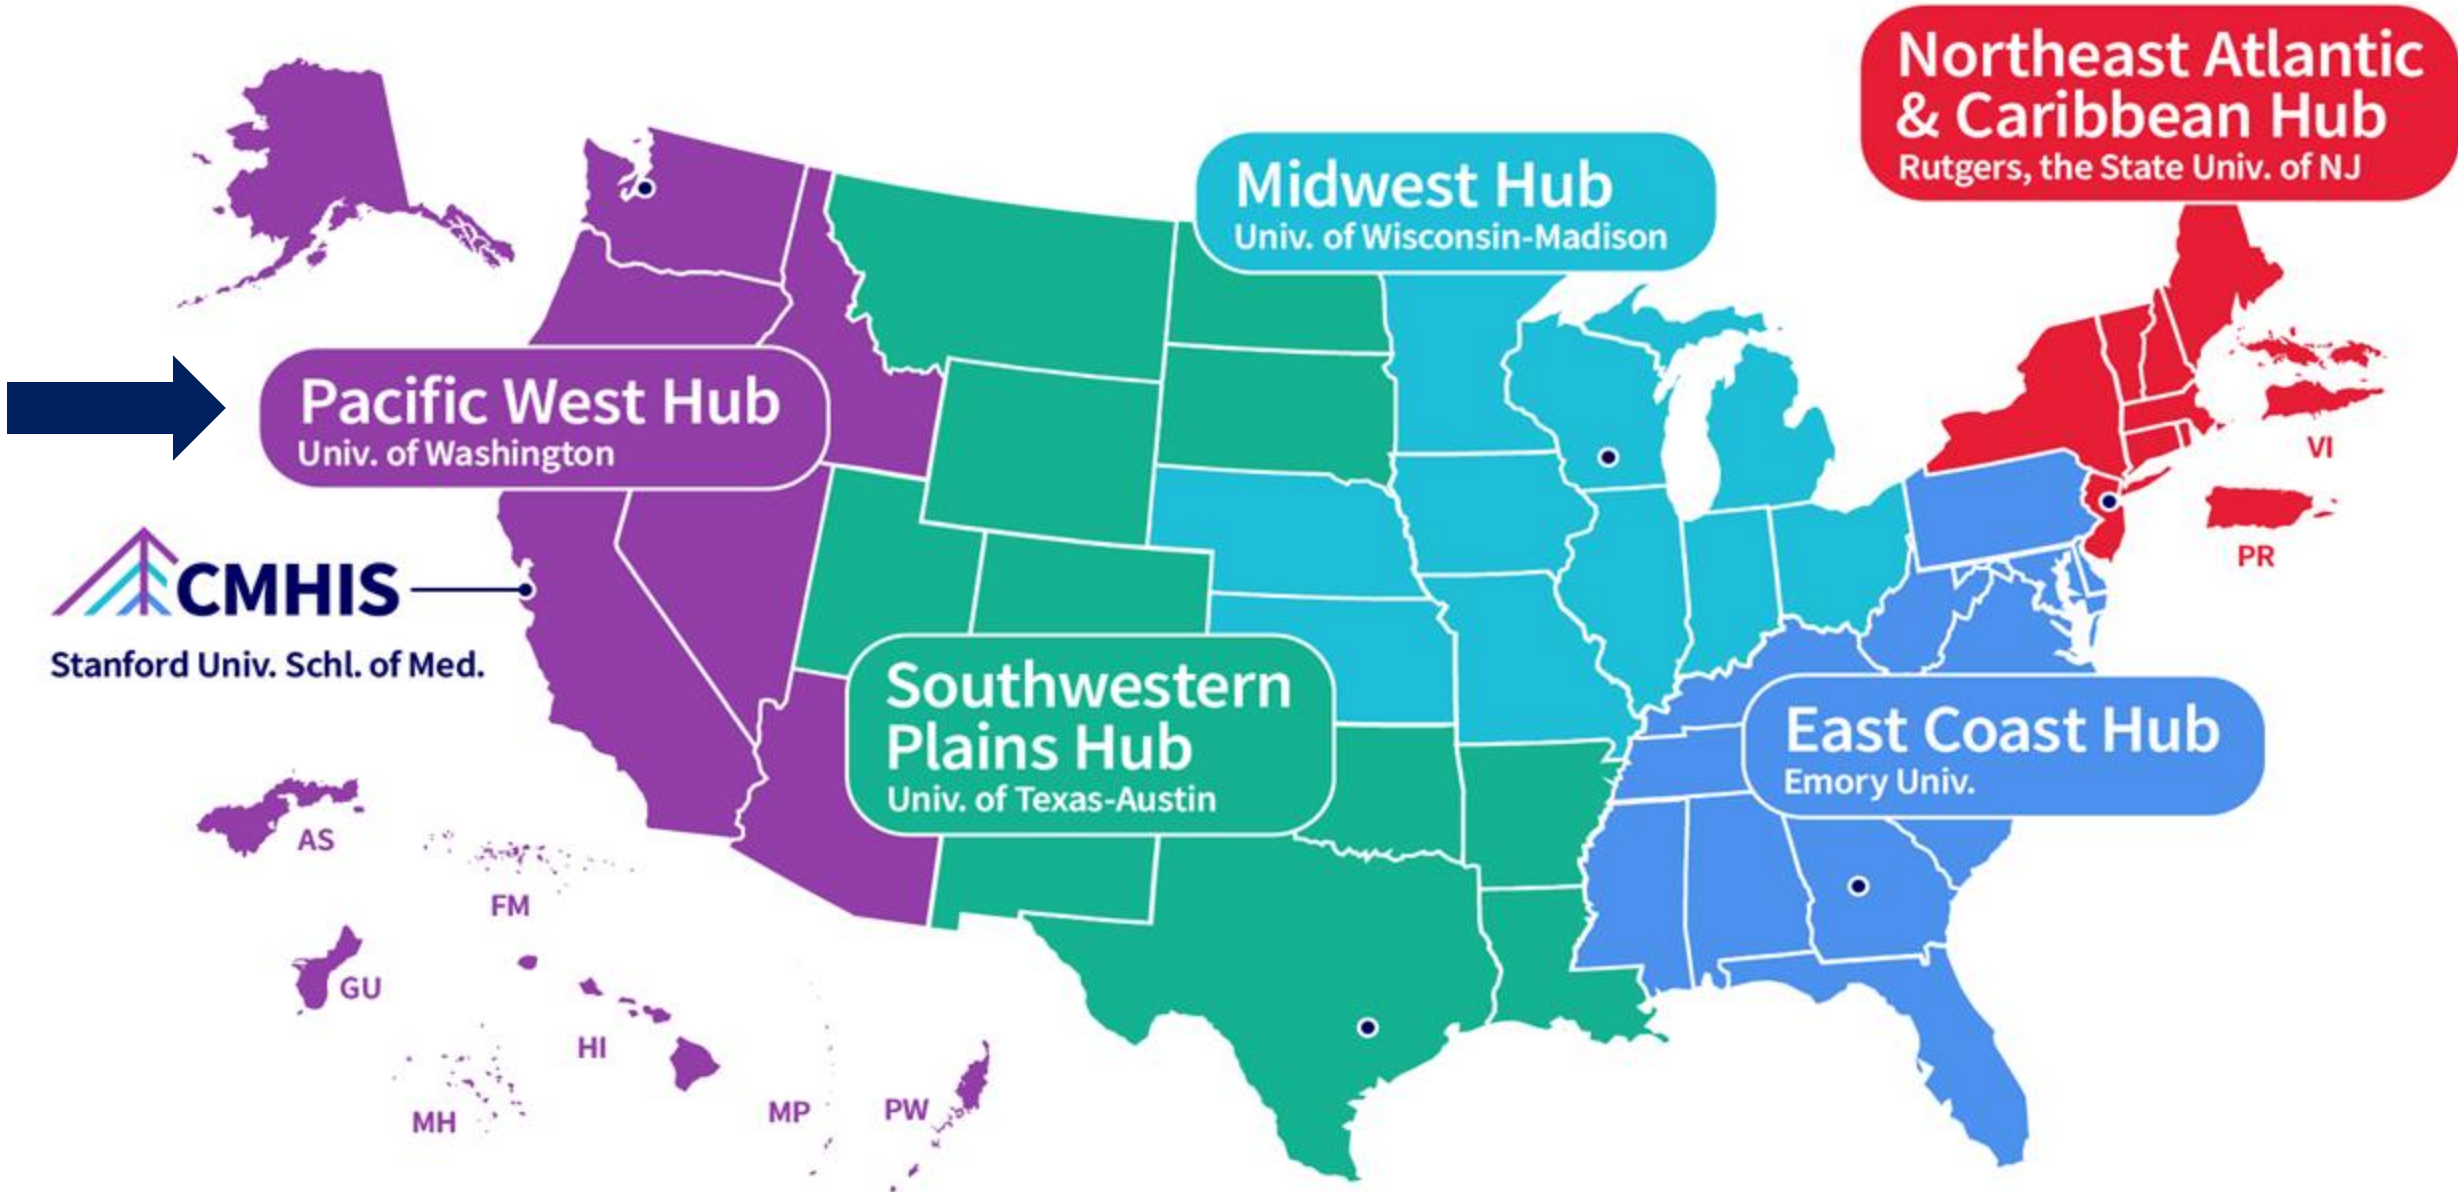 Northeast Atlantic
& Caribbean Hub
Rutgers, the State Univ. of NJ
Midwest Hub
Univ. of Wisconsin-Madison
Pacific West Hub
Univ. of Washington
VI
PR
CMHIS
Stanford Univ. Schl. of Med.
Southwestern
Plains Hub
Univ. of Texas-Austin
East Coast Hub
Emory Univ.
AS
FM
GU
HI
MH
MP
PW